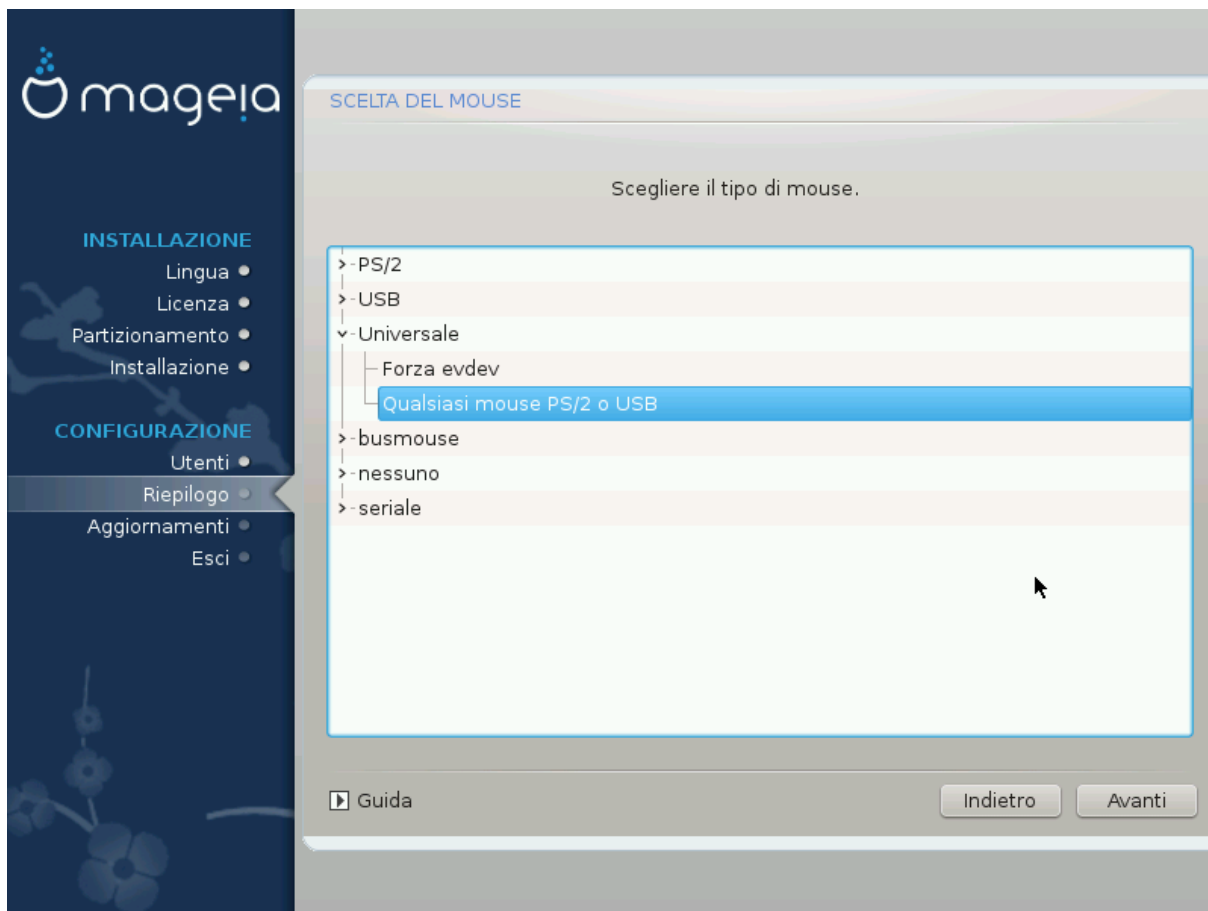 mageia
SCELTA DEL MOUSE
Scegliere il tipo di mouse.
INSTALLAZIONE
Lingua
Licenza
Partizionamento
Installazione
CONFIGURAZIONE
Utenti
Riepilogo
Aggiornamenti
Esci
PS/2
USB
Universale
Forza evdev
Qualsiasi mouse PS/2 o USB
busmouse
nessuno
seriale
Guida
Indietro
Avanti